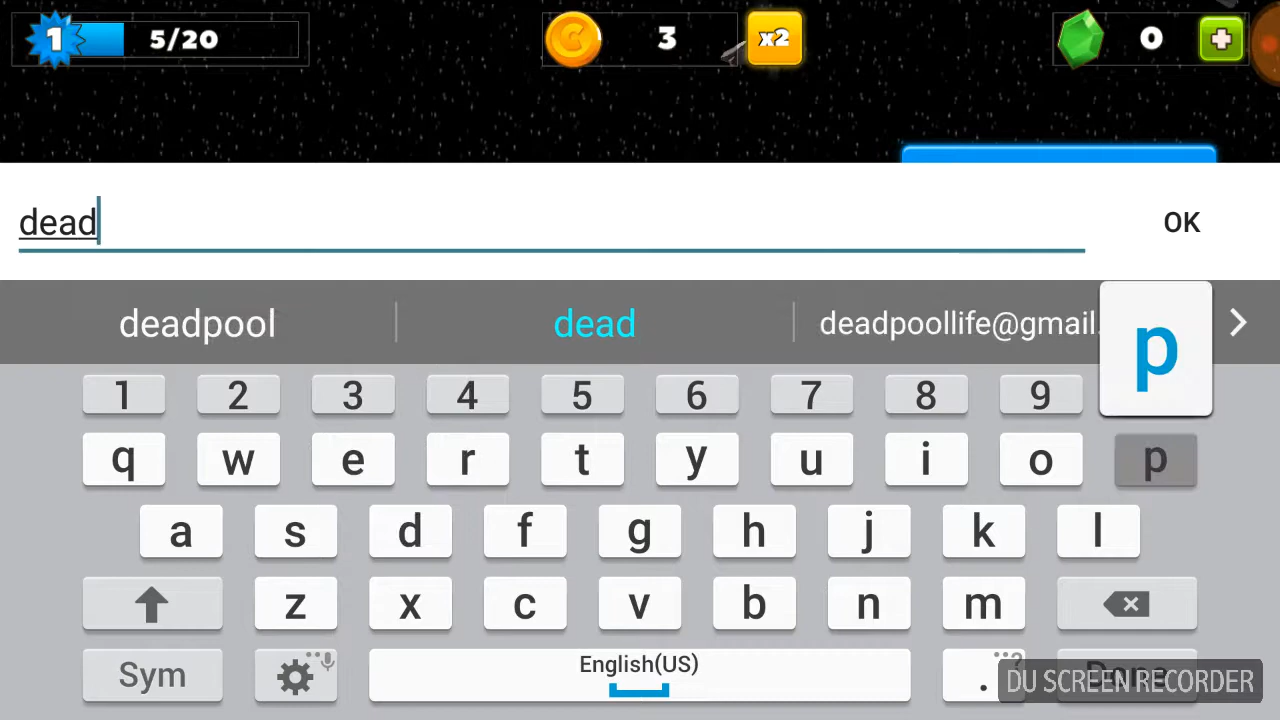 1 5/20 3 x2 0
dead OK
deadpool dead deadpoollife@gmail. p
1 2 3 4 5 6 7 8 9
q w e r t y u i o p
a s d f g h j k l
z x c v b n m
Sym English(US) . ? Done
DU SCREEN RECORDER